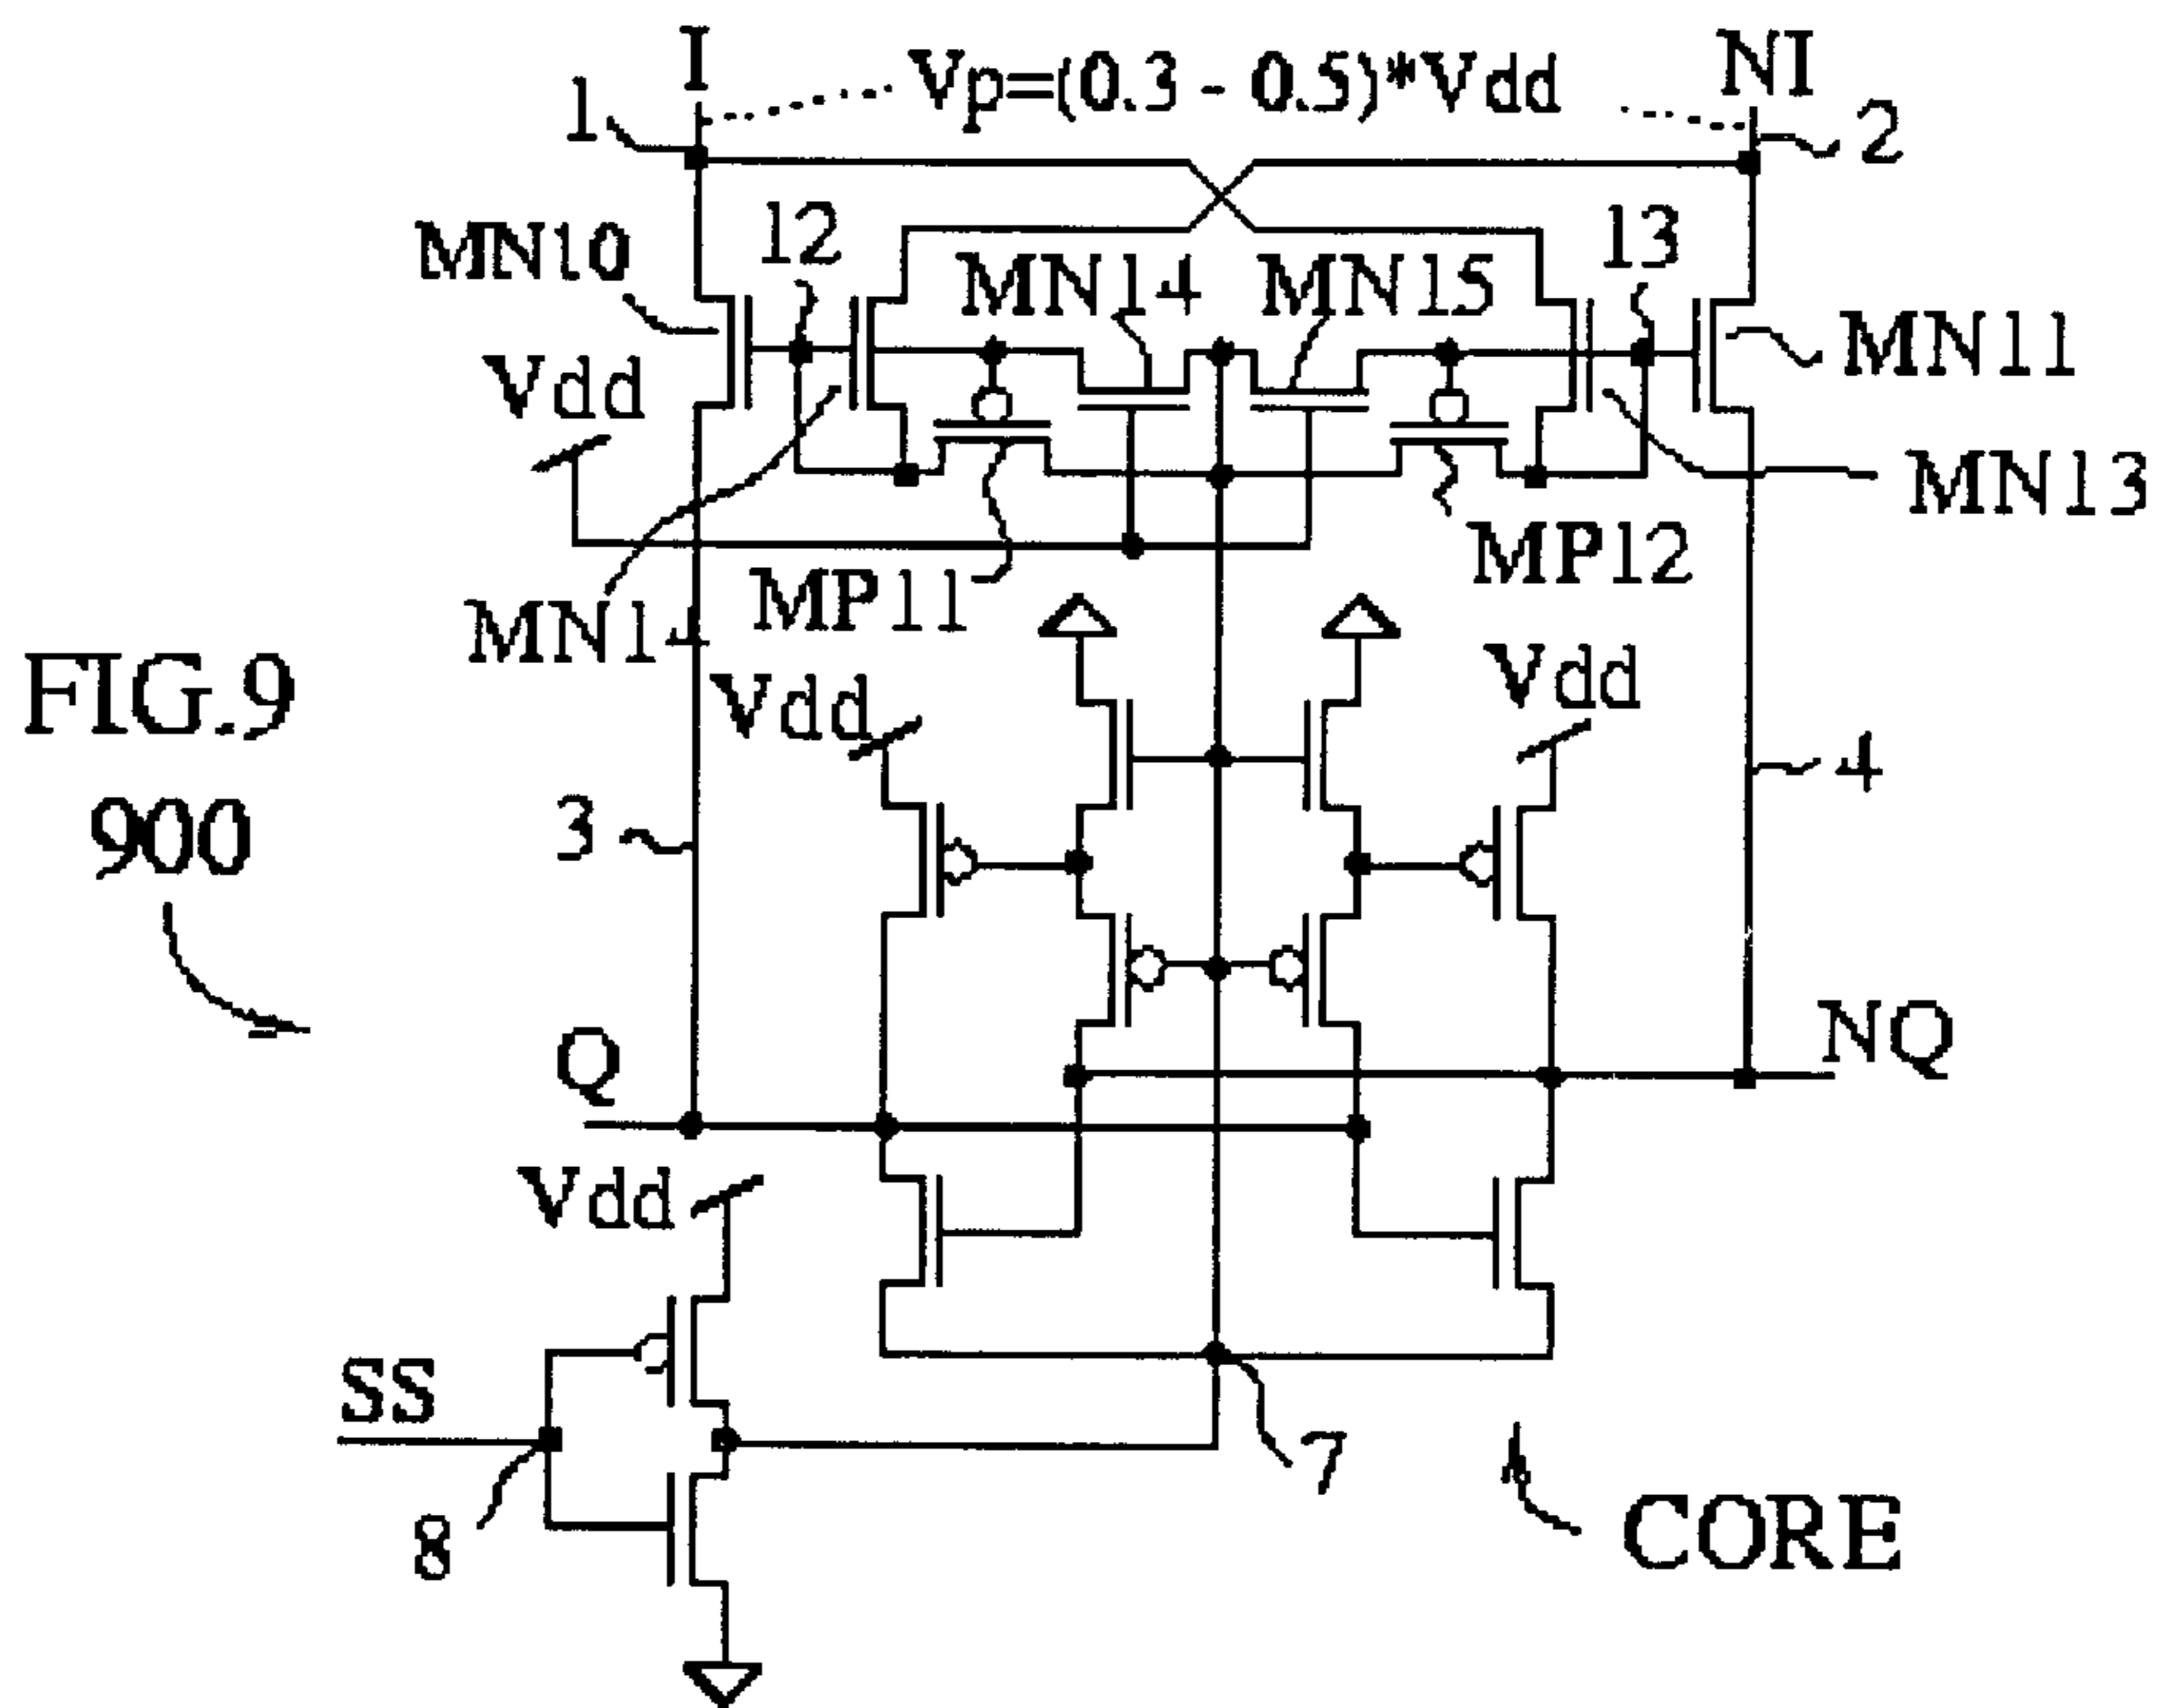 I
Vp=(0.3 - 0.5)*Vdd
NI
1
2
MN10
12
MN14
MN15
13
MN11
Vdd
MN13
MP12
MP11
MN14
Vdd
Vdd
FIG.9
900
3
4
Q
NQ
Vdd
SS
7
8
CORE